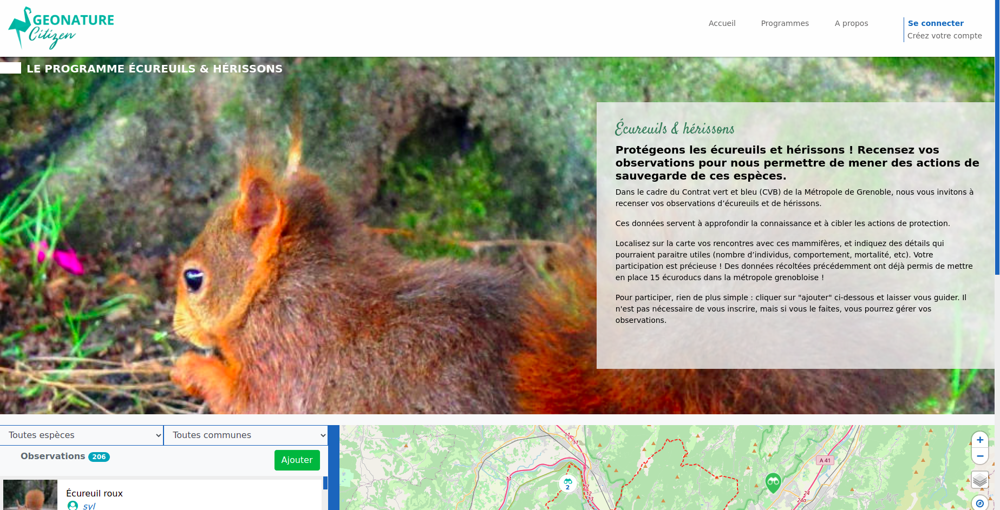 GEONATURE
Citizen
Accueil
Programmes
A propos
Se connecter
Créez votre compte
LE PROGRAMME ÉCUREUILS & HÉRISSONS
Écureuils & hérissons
Protégeons les écureuils et hérissons ! Recensez vos
observations pour nous permettre de mener des actions de
sauvegarde de ces espèces.
Dans le cadre du Contrat vert et bleu (CVB) de la Métropole de Grenoble, nous vous invitons à
recenser vos observations d’écureuils et de hérissons.
Ces données servent à approfondir la connaissance et à cibler les actions de protection.
Localisez sur la carte vos rencontres avec ces mammifères, et indiquez des détails qui
pourraient paraitre utiles (nombre d’individus, comportement, mortalité, etc). Votre
participation est précieuse ! Des données récoltées précédemment ont déjà permis de mettre
en place 15 écuroducs dans la métropole grenobloise !
Pour participer, rien de plus simple : cliquer sur "ajouter" ci-dessous et laisser vous guider. Il
n'est pas nécessaire de vous inscrire, mais si vous le faites, vous pourrez gérer vos
observations.
Toutes espèces
Toutes communes
Observations 206
Ajouter
Écureuil roux
syl
11
11
11
2
12
12
13
A 41
24
24a
+
−